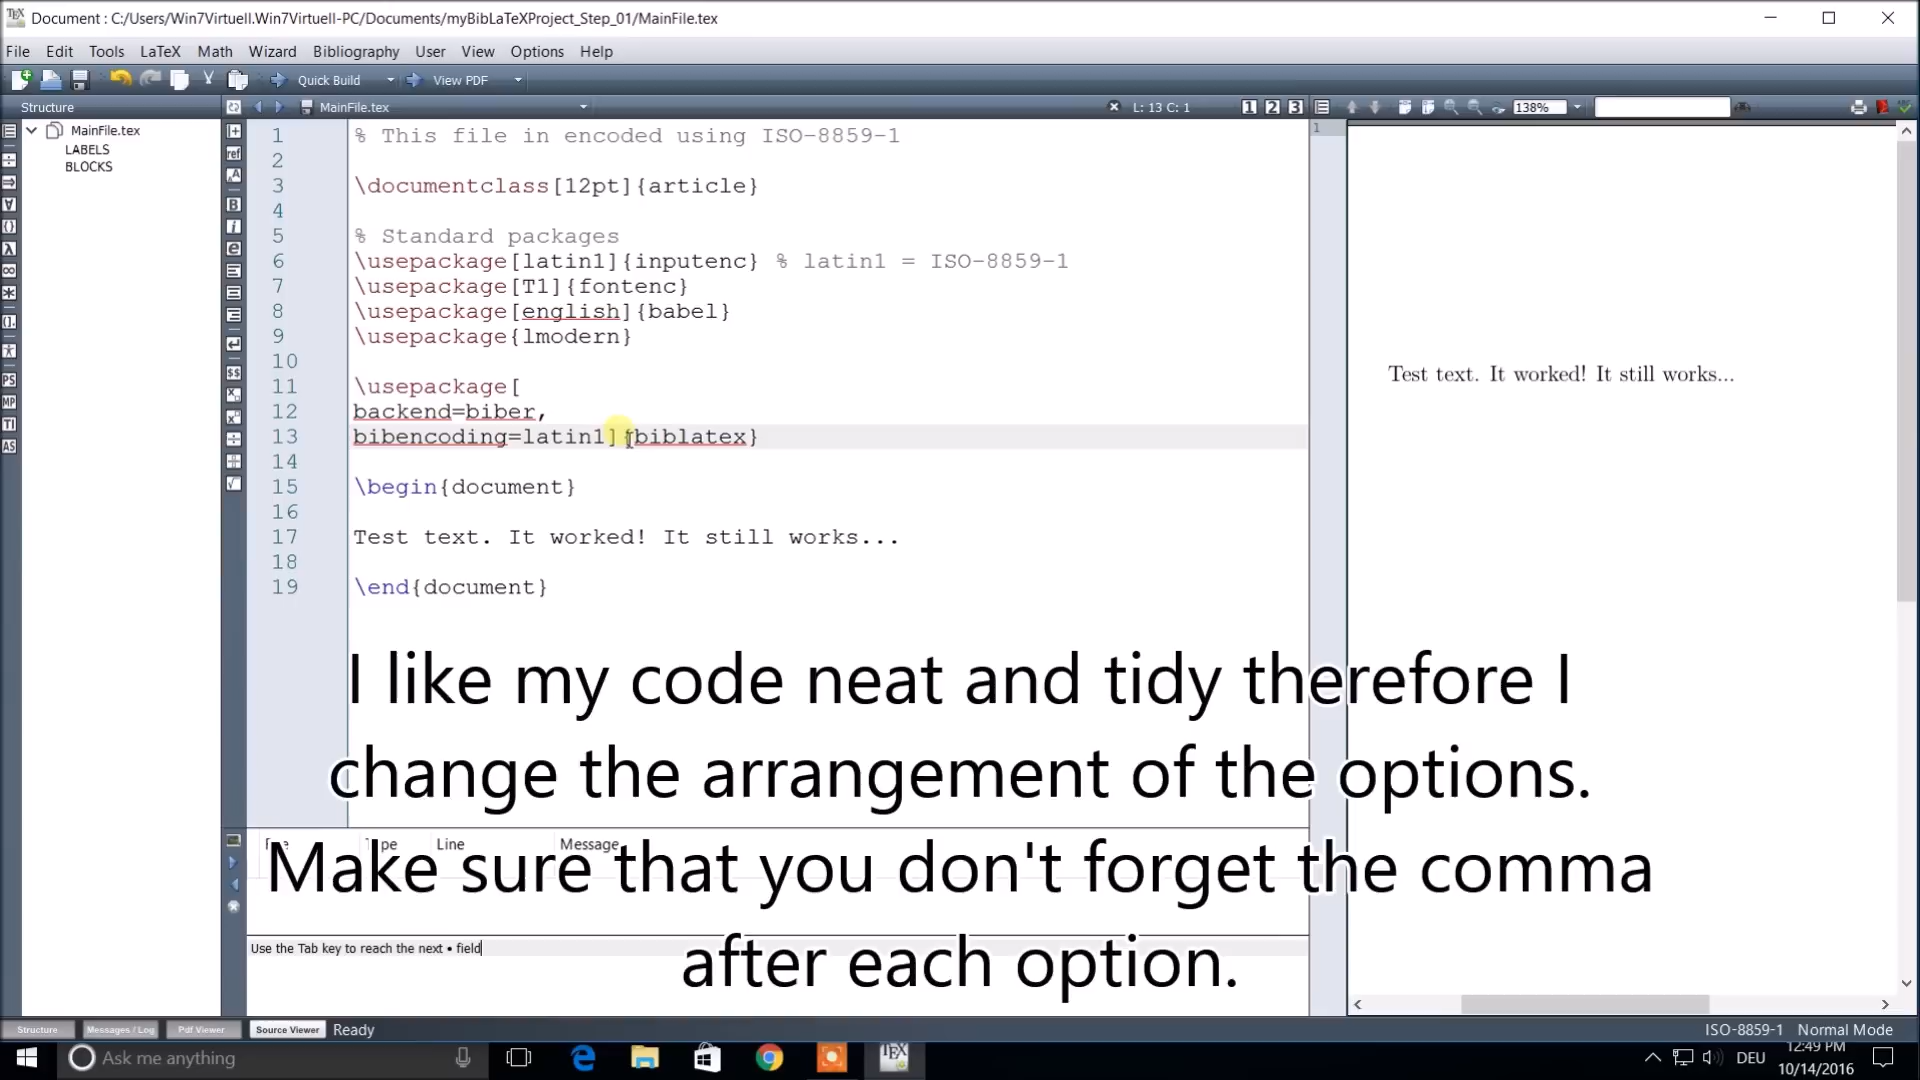 Document : C:/Users/Win7Virtuell.Win7Virtuell-PC/Documents/myBibLaTeXProject_Step_01/MainFile.tex
File Edit Tools LaTeX Math Wizard Bibliography User View Options Help
Quick Build View PDF
Structure MainFile.tex L: 13 C: 1 1 2 3 138%
MainFile.tex
LABELS
BLOCKS
1 % This file in encoded using ISO-8859-1
2
3 \documentclass[12pt]{article}
4
5 % Standard packages
6 \usepackage[latin1]{inputenc} % latin1 = ISO-8859-1
7 \usepackage[T1]{fontenc}
8 \usepackage[english]{babel}
9 \usepackage{lmodern}
10
11 \usepackage[
12 backend=biber,
13 bibencoding=latin1]{biblatex}
14
15 \begin{document}
16
17 Test text. It worked! It still works...
18
19 \end{document}
1
Test text. It worked! It still works...
I like my code neat and tidy therefore I
change the arrangement of the options.
Make sure that you don't forget the comma
after each option.
Line Message
Use the Tab key to reach the next • field
Structure Messages / Log Pdf Viewer Source Viewer Ready ISO-8859-1 Normal Mode
Ask me anything DEU 12:49 PM
10/14/2016